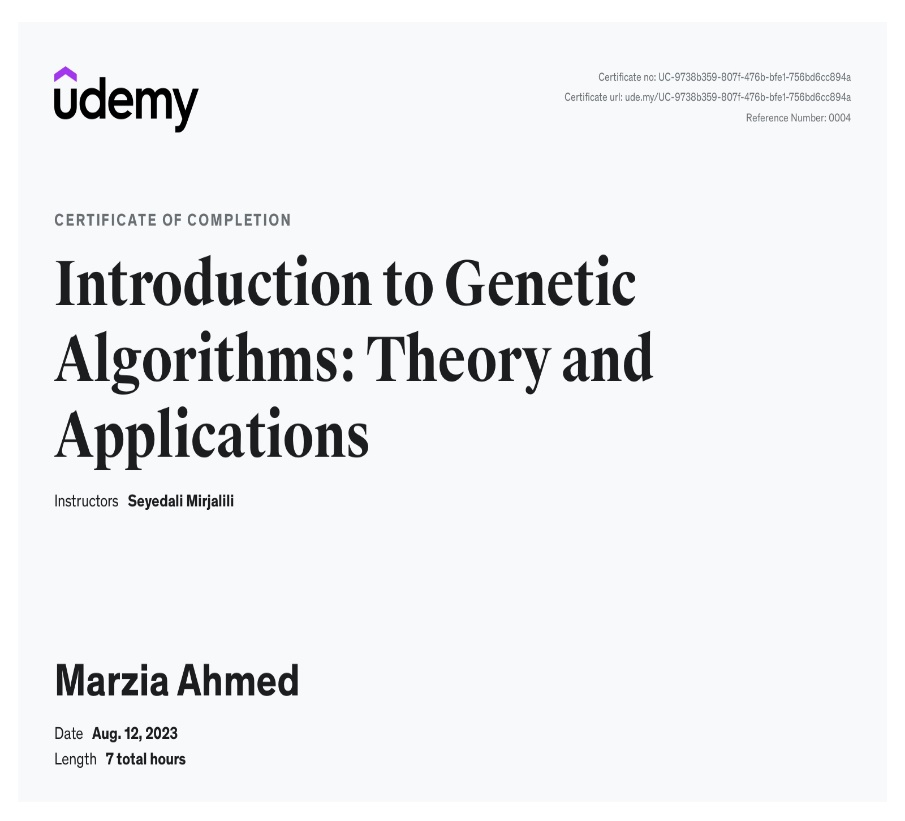 udemy
Certificate no: UC-9738b359-807f-476b-bfe1-756bd6cc894a
Certificate url: ude.my/UC-9738b359-807f-476b-bfe1-756bd6cc894a
Reference Number: 0004
CERTIFICATE OF COMPLETION
Introduction to Genetic
Algorithms: Theory and
Applications
Instructors Seyedali Mirjalili
Marzia Ahmed
Date Aug. 12, 2023
Length 7 total hours